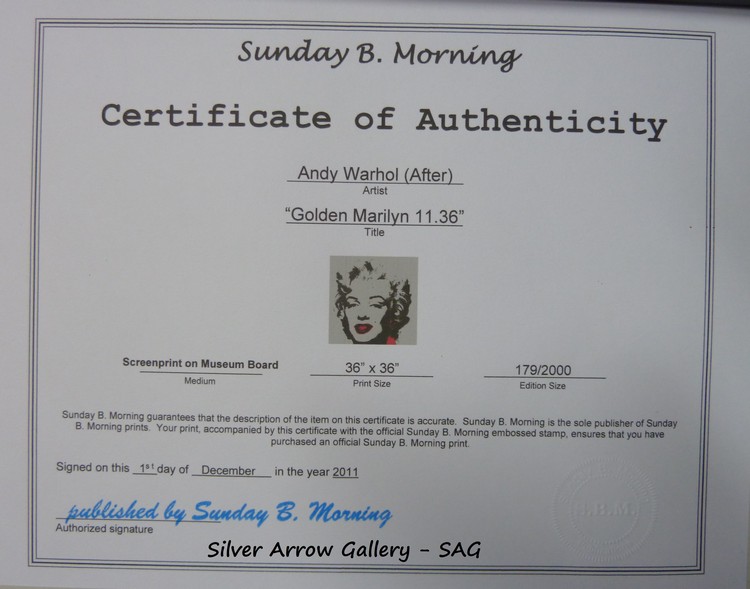 Sunday B. Morning
Certificate of Authenticity
Andy Warhol (After)
Artist
“Golden Marilyn 11.36”
Title
Screenprint on Museum Board
Medium
36” x 36”
Print Size
179/2000
Edition Size
Sunday B. Morning guarantees that the description of the item on this certificate is accurate. Sunday B. Morning is the sole publisher of Sunday
B. Morning prints. Your print, accompanied by this certificate with the official Sunday B. Morning embossed stamp, ensures that you have
purchased an official Sunday B. Morning print.
Signed on this 1st day of December in the year 2011
published by Sunday B. Morning
Authorized signature
Silver Arrow Gallery - SAG